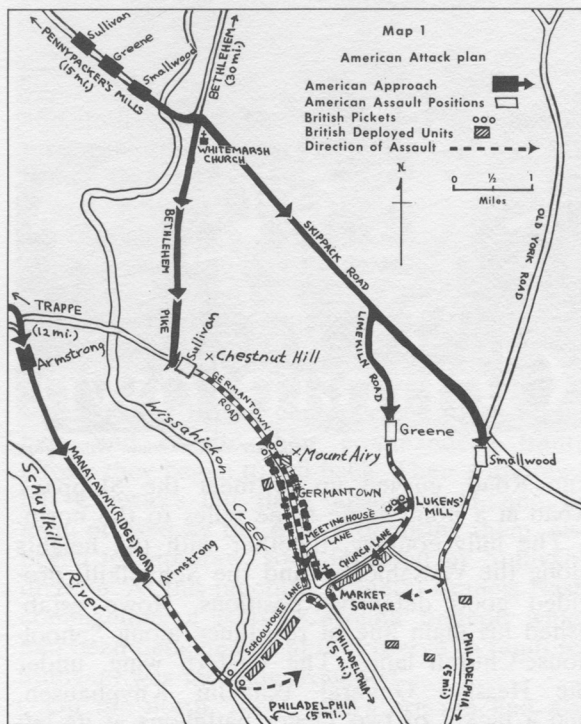 Map 1
American Attack plan
American Approach
American Assault Positions
British Pickets
British Deployed Units
Direction of Assault
N
0 ½ 1
Miles
Sullivan
Greene
Smallwood
PENNYPACKER'S MILLS
(15 mi.)
BETHLEHEM
(30 mi.)
WHITEMARSH
CHURCH
BETHLEHEM
PIKE
SKIPPACK ROAD
OLD YORK ROAD
LIMEKILN ROAD
TRAPPE
(12 mi.)
Armstrong
Sullivan
Chestnut Hill
GERMANTOWN
ROAD
Greene
Smallwood
Mount Airy
GERMANTOWN
LUKENS'
MILL
MEETING HOUSE
LANE
CHURCH LANE
MARKET
SQUARE
Wissahickon
Creek
MANATAWNY (RIDGE) ROAD
Schuylkill
River
Armstrong
SCHOOLHOUSE LANE
PHILADELPHIA
(5 mi.)
PHILADELPHIA
(5 mi.)
PHILADELPHIA
(5 mi.)